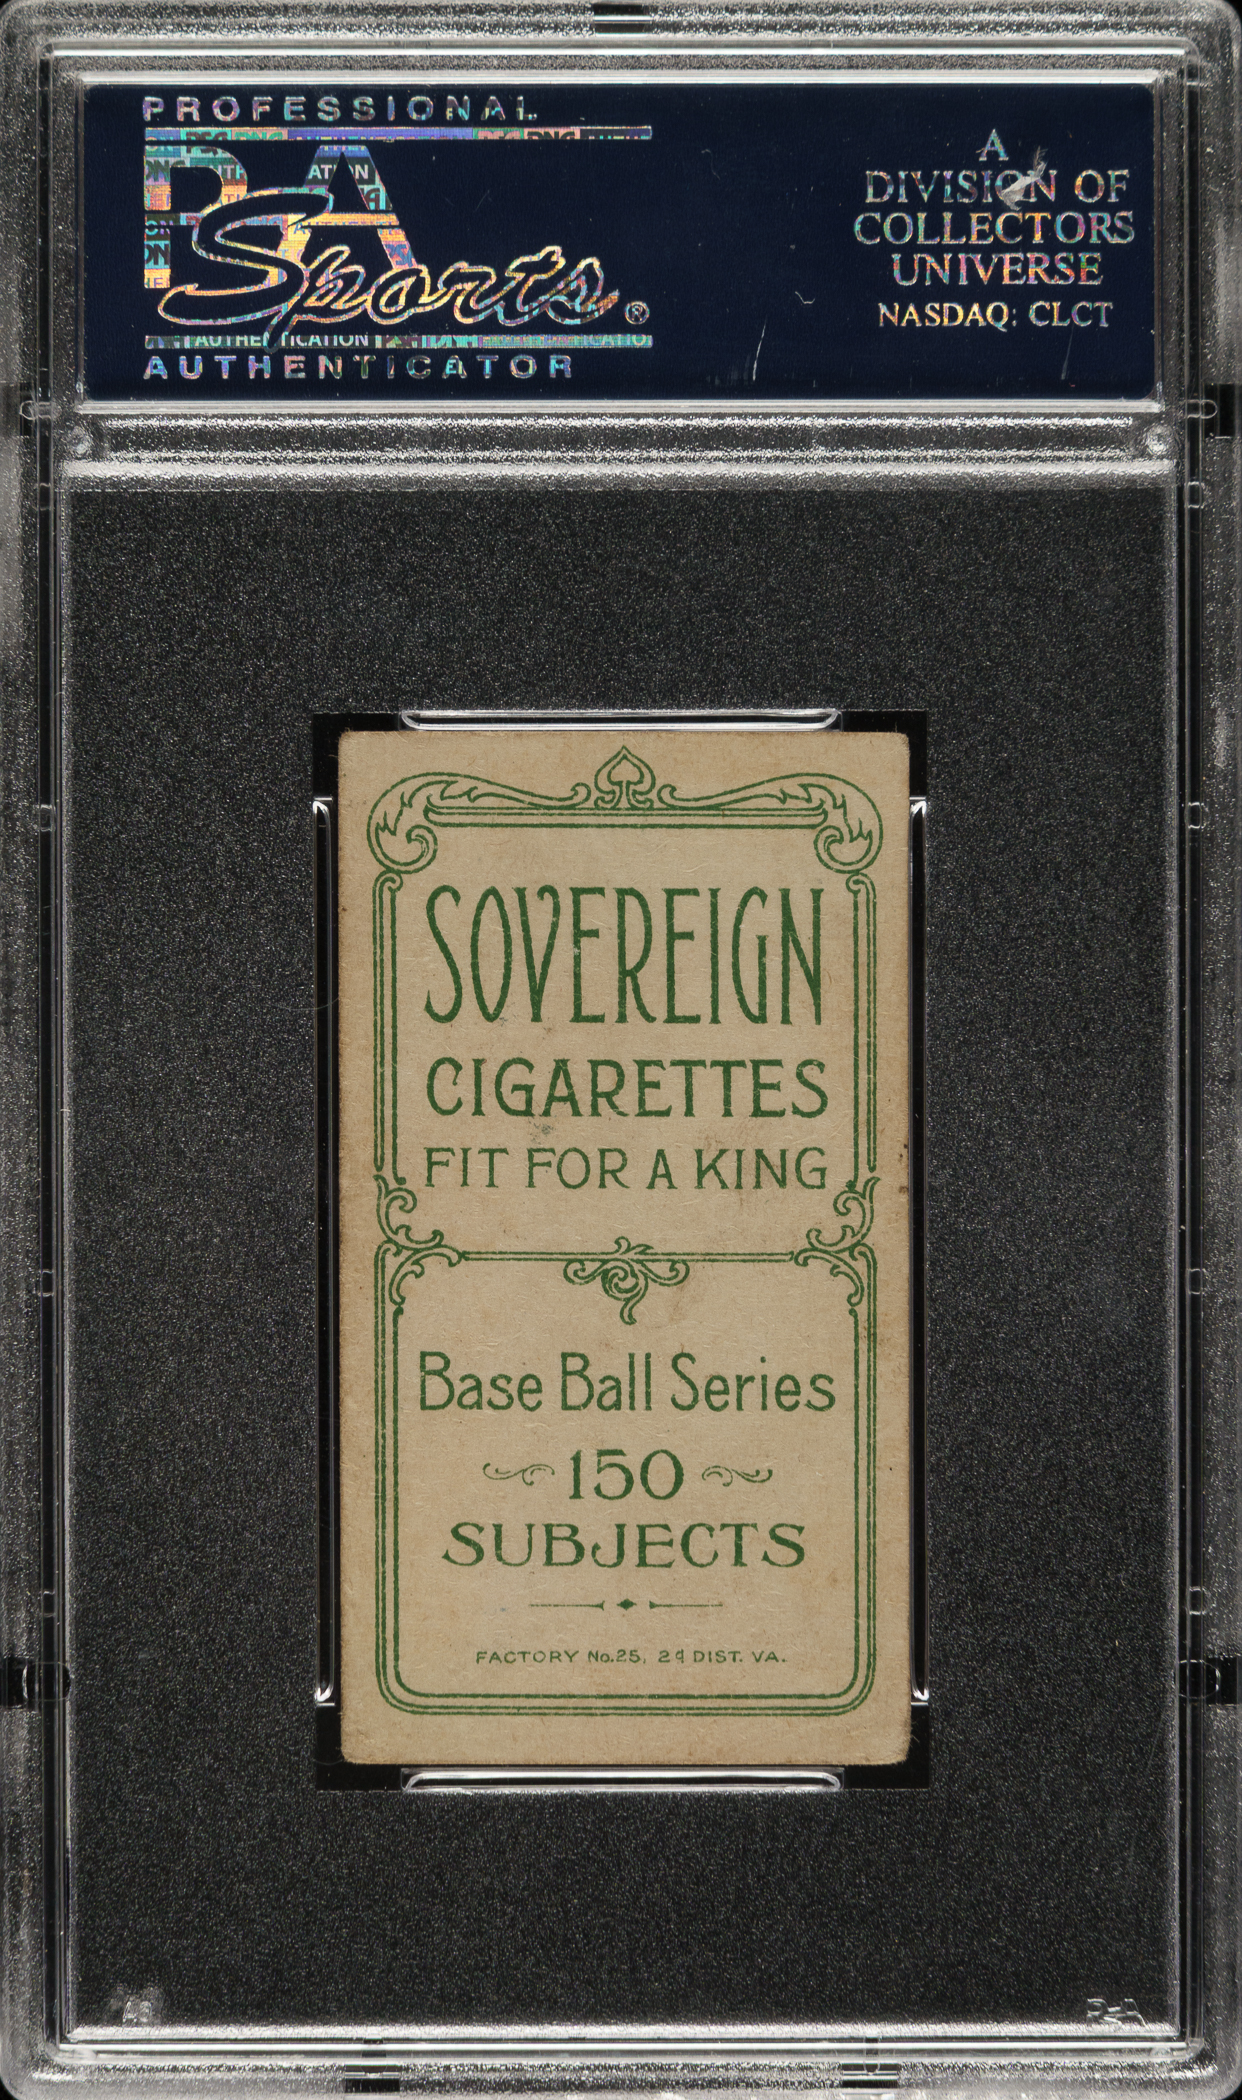 PROFESSIONAL
PSA
Sports®
AUTHENTICATOR
A
DIVISION OF
COLLECTORS
UNIVERSE
NASDAQ: CLCT
SOVEREIGN
CIGARETTES
FIT FOR A KING
Base Ball Series
150
SUBJECTS
FACTORY No.25, 2d DIST. VA.
PSA